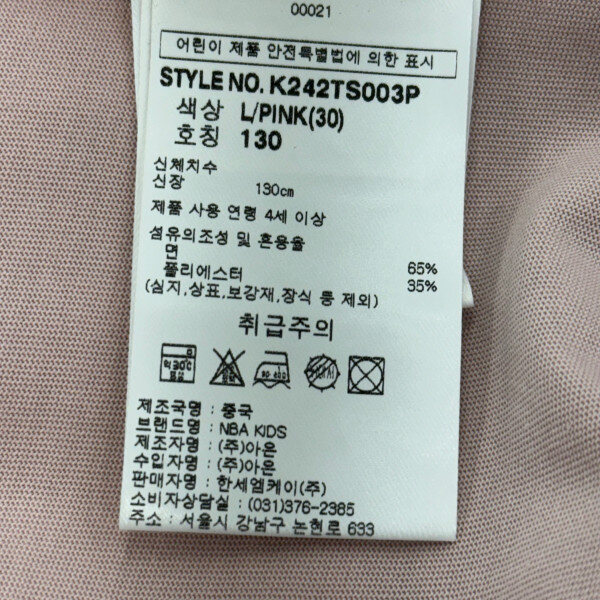 00021
어린이 제품 안전특별법에 의한 표시
STYLE NO. K242TS003P
색상 L/PINK(30)
호칭 130
신체치수
신장 130cm
제품 사용 연령 4세 이상
섬유의조성 및 혼용율
면 65%
폴리에스터 35%
(심지,상표,보강재,장식 등 제외)
취급주의
약30℃
중성
제조국명 : 중국
브랜드명 : NBA KIDS
제조자명 : (주)아온
수입자명 : (주)아온
판매자명 : 한세엠케이(주)
소비자상담실 : (031)376-2385
주소 : 서울시 강남구 논현로 633